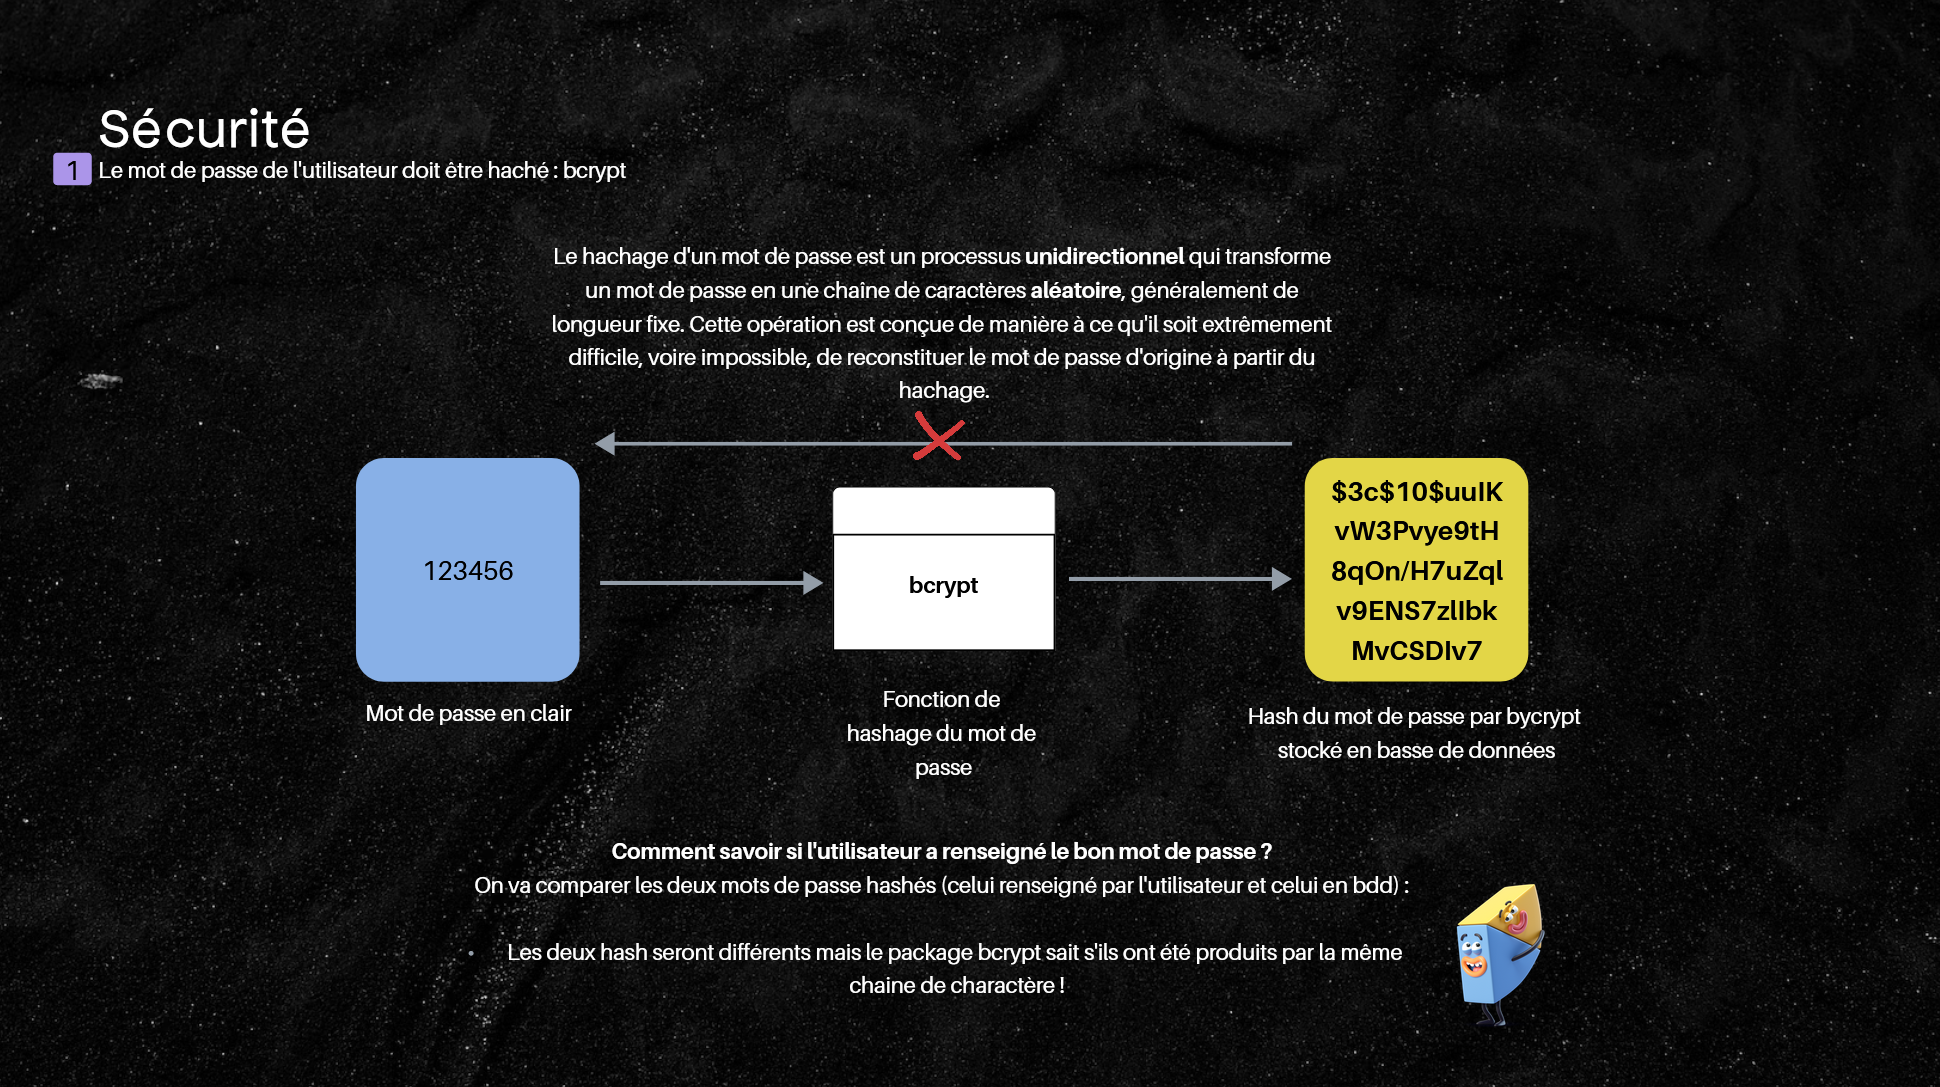 Sécurité
1 Le mot de passe de l'utilisateur doit être haché : bcrypt
Le hachage d'un mot de passe est un processus unidirectionnel qui transforme
un mot de passe en une chaîne de caractères aléatoire, généralement de
longueur fixe. Cette opération est conçue de manière à ce qu'il soit extrêmement
difficile, voire impossible, de reconstituer le mot de passe d'origine à partir du
hachage.
123456
Mot de passe en clair
bcrypt
Fonction de
hashage du mot de
passe
$3c$10$uuIK
vW3Pvye9tH
8qOn/H7uZql
v9ENS7zlIbk
MvCSDIv7
Hash du mot de passe par bycrypt
stocké en basse de données
Comment savoir si l'utilisateur a renseigné le bon mot de passe ?
On va comparer les deux mots de passe hashés (celui renseigné par l'utilisateur et celui en bdd) :
• Les deux hash seront différents mais le package bcrypt sait s'ils ont été produits par la même
chaine de charactère !